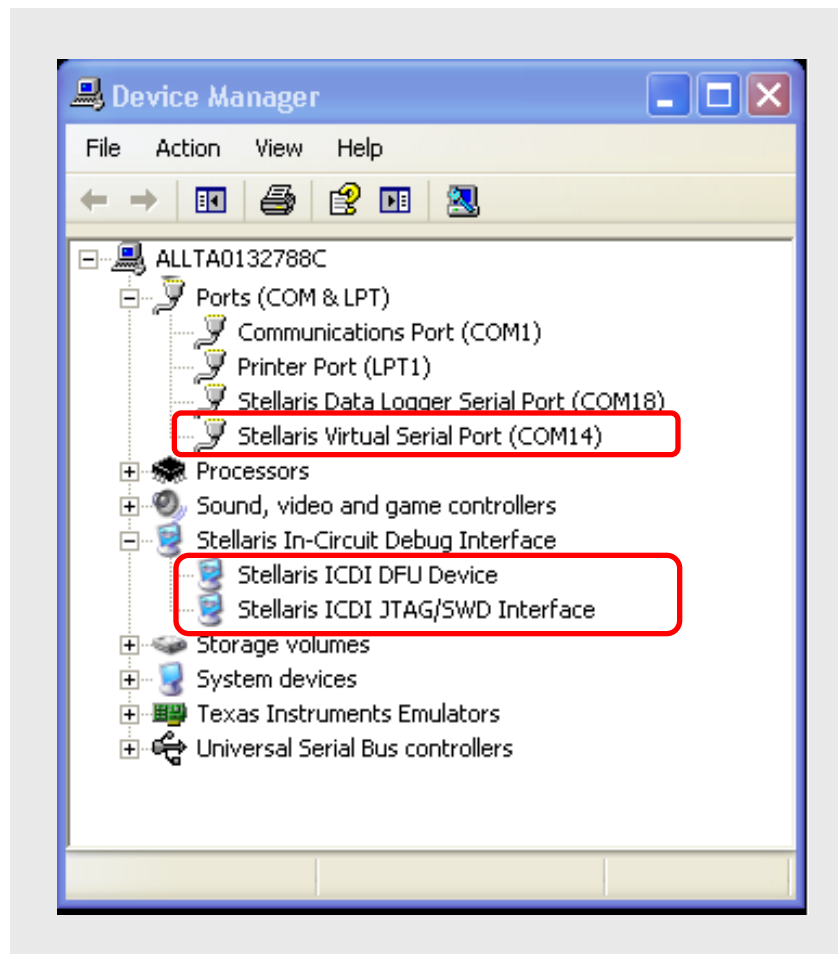 Device Manager
File Action View Help
ALLTA0132788C
Ports (COM & LPT)
Communications Port (COM1)
Printer Port (LPT1)
Stellaris Data Logger Serial Port (COM18)
Stellaris Virtual Serial Port (COM14)
Processors
Sound, video and game controllers
Stellaris In-Circuit Debug Interface
Stellaris ICDI DFU Device
Stellaris ICDI JTAG/SWD Interface
Storage volumes
System devices
Texas Instruments Emulators
Universal Serial Bus controllers